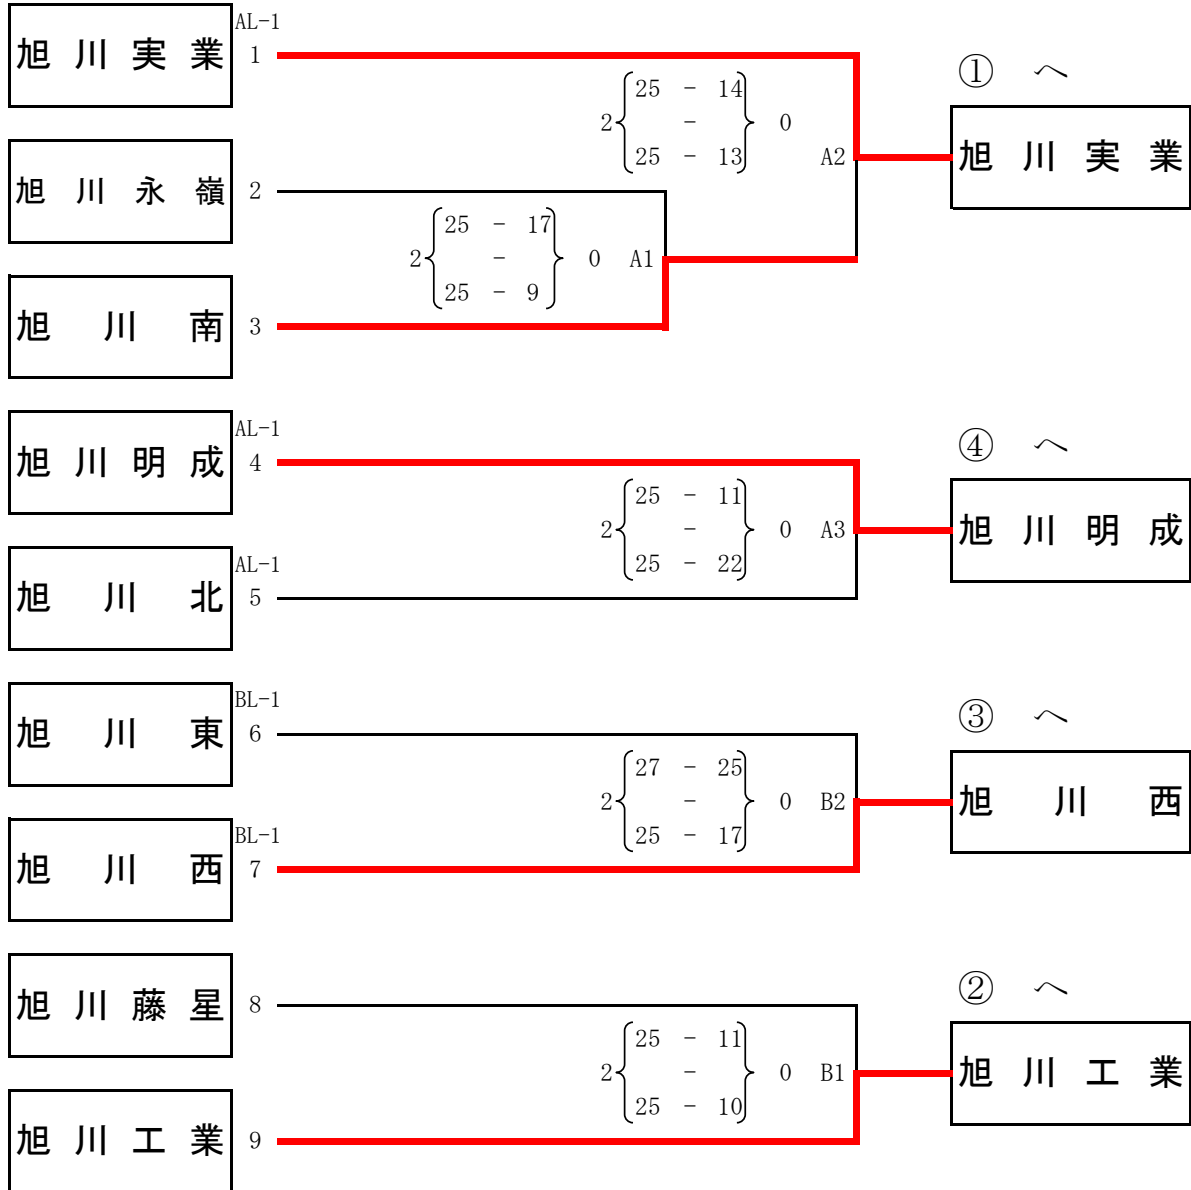 AL-1
旭川実業 1
① へ
25 - 14
2 - 0
25 - 13 A2
旭川実業
旭川永嶺 2
25 - 17
2 - 0 A1
25 - 9
旭川南 3
AL-1
旭川明成 4
④ へ
25 - 11
2 - 0 A3
25 - 22
旭川明成
AL-1
旭川北 5
BL-1
旭川東 6
③ へ
27 - 25
2 - 0 B2
25 - 17
旭川西
BL-1
旭川西 7
旭川藤星 8
② へ
25 - 11
2 - 0 B1
25 - 10
旭川工業
旭川工業 9